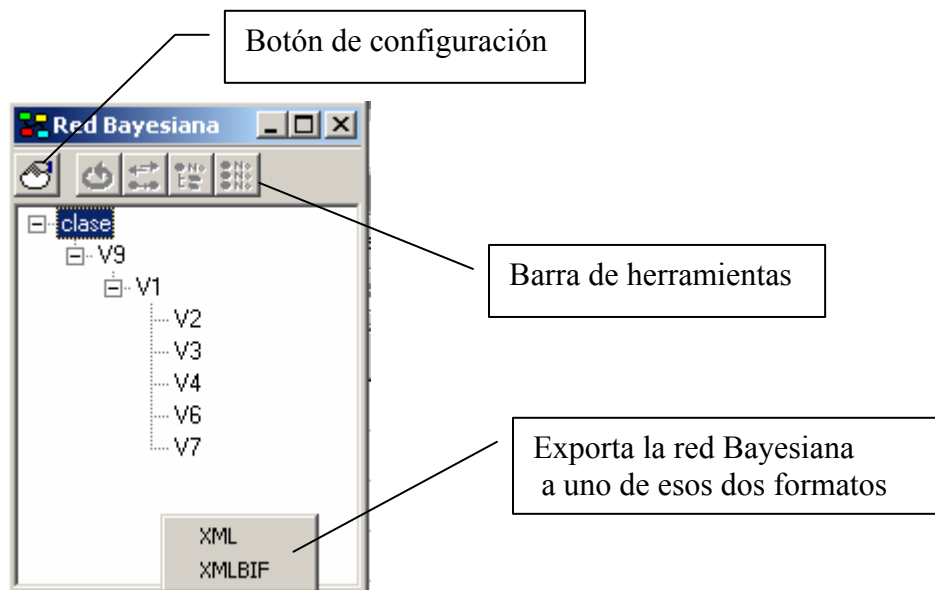 Botón de configuración
Red Bayesiana
clase
V9
V1
V2
V3
V4
V6
V7
Barra de herramientas
Exporta la red Bayesiana
a uno de esos dos formatos
XML
XMLBIF